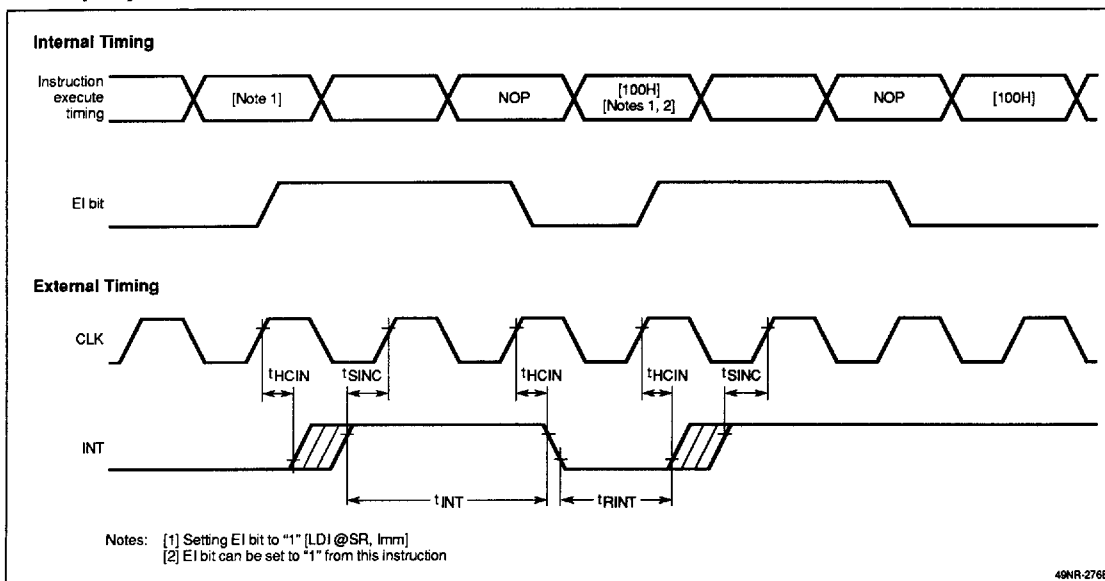 Internal Timing
Instruction
execute
timing
[Note 1]
NOP
[100H]
[Notes 1, 2]
NOP
[100H]
EI bit
External Timing
CLK
tHCIN
tSINC
tHCIN
tHCIN
tSINC
INT
tINT
tRINT
Notes: [1] Setting EI bit to "1" [LDI @SR, Imm]
[2] EI bit can be set to "1" from this instruction